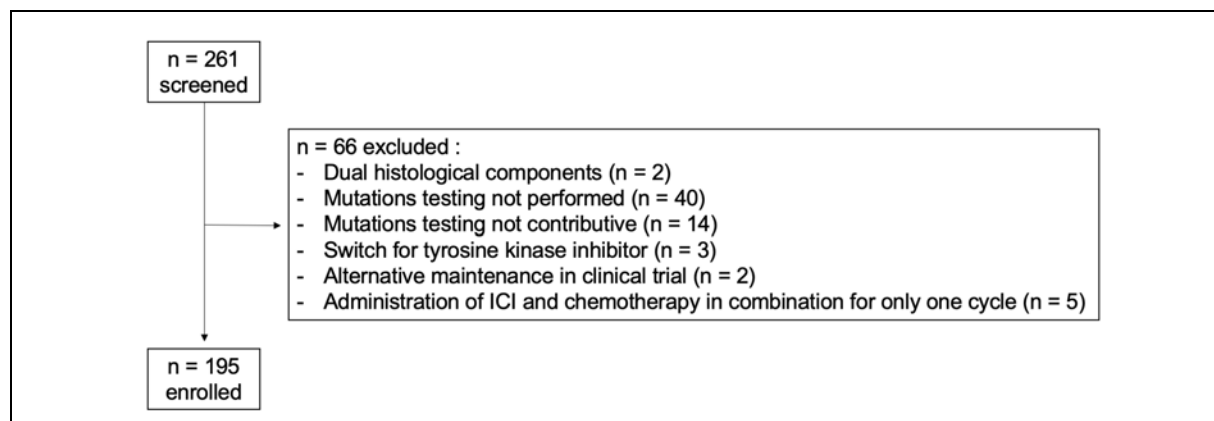 n = 261
screened
n = 66 excluded :
- Dual histological components (n = 2)
- Mutations testing not performed (n = 40)
- Mutations testing not contributive (n = 14)
- Switch for tyrosine kinase inhibitor (n = 3)
- Alternative maintenance in clinical trial (n = 2)
- Administration of ICI and chemotherapy in combination for only one cycle (n = 5)
n = 195
enrolled